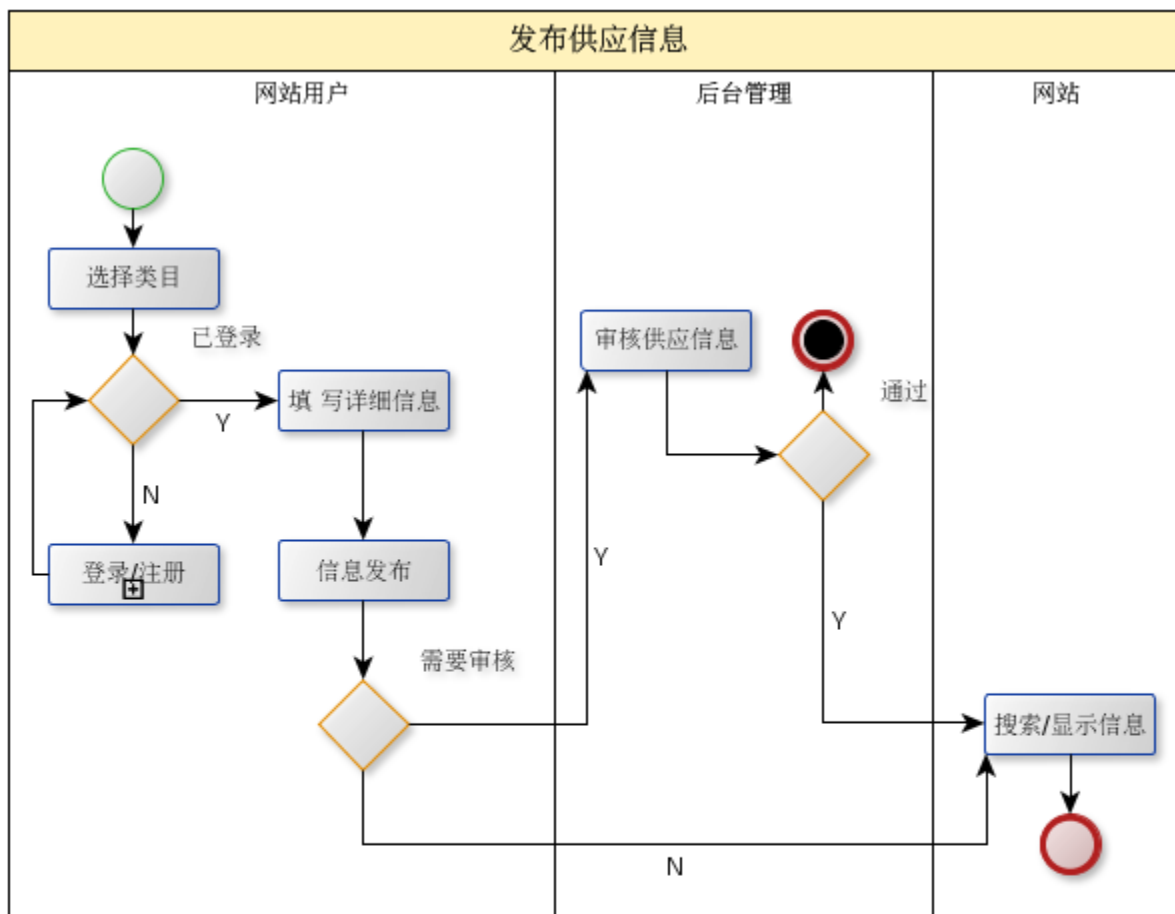 发布供应信息
网站用户
后台管理
网站
选择类目
已登录
审核供应信息
通过
填 写详细信息
Y
N
登录/注册
信息发布
Y
Y
需要审核
搜索/显示信息
N